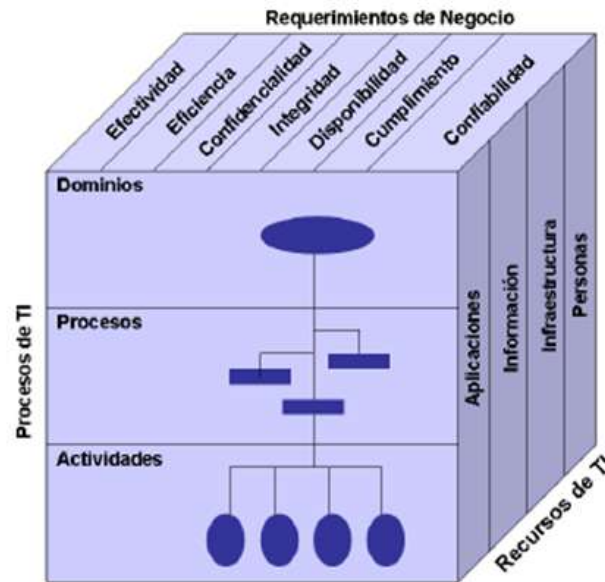 Requerimientos de Negocio
Efectividad
Eficiencia
Confidencialidad
Integridad
Disponibilidad
Cumplimiento
Confiabilidad
Dominios
Procesos
Actividades
Procesos de TI
Aplicaciones
Información
Infraestructura
Personas
Recursos de TI